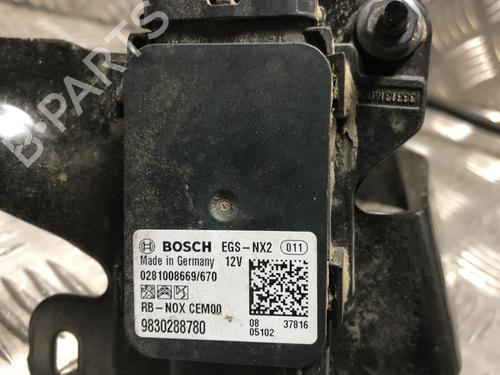 B-PARTS
BOSCH EGS-NX2 011
Made in Germany 12V
0281008669/670
RB-NOX CEM00
9830288780
08 37816
05102